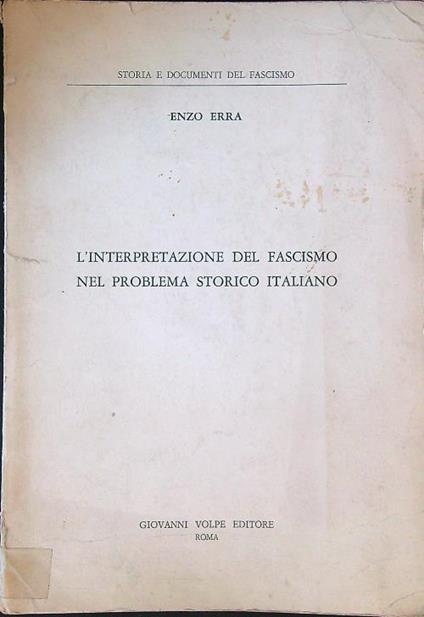 STORIA E DOCUMENTI DEL FASCISMO
ENZO ERRA
L'INTERPRETAZIONE DEL FASCISMO
NEL PROBLEMA STORICO ITALIANO
GIOVANNI VOLPE EDITORE
ROMA